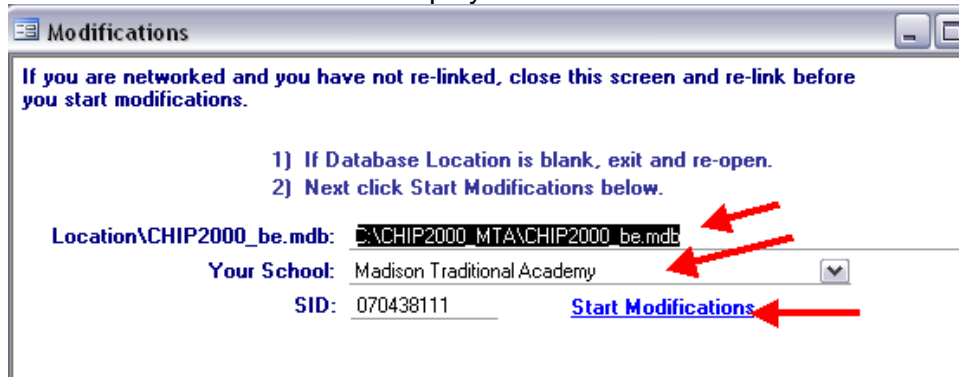 Modifications
If you are networked and you have not re-linked, close this screen and re-link before
you start modifications.
1) If Database Location is blank, exit and re-open.
2) Next click Start Modifications below.
Location\CHIP2000_be.mdb: C:\CHIP2000_MTA\CHIP2000_be.mdb
Your School: Madison Traditional Academy
SID: 070438111 Start Modifications